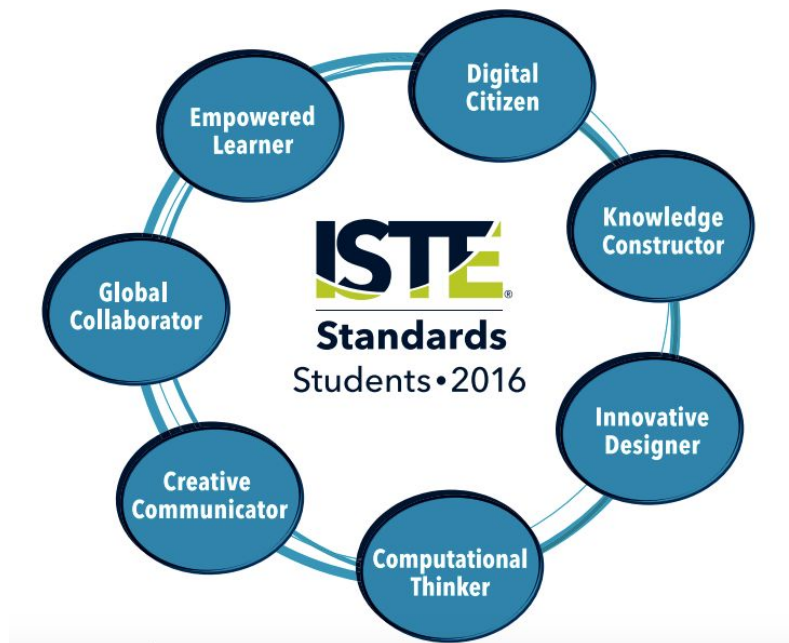 Digital
Citizen
Empowered
Learner
Knowledge
Constructor
ISTE®
Global
Collaborator
Standards
Students•2016
Innovative
Designer
Creative
Communicator
Computational
Thinker